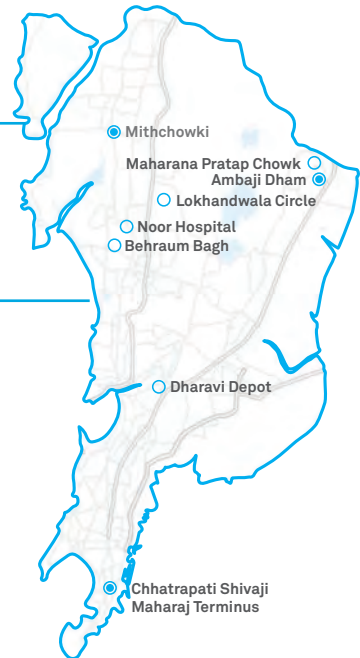 Mithchowki
Maharana Pratap Chowk
Ambaji Dham
Lokhandwala Circle
Noor Hospital
Behraum Bagh
Dharavi Depot
Chhatrapati Shivaji
Maharaj Terminus